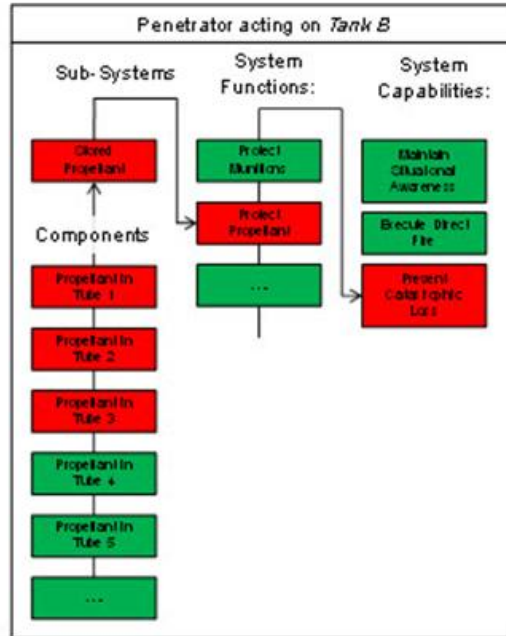 Penetrator acting on Tank B
Sub-Systems
Stored
Propellant
Components
Propellant in
Tube 1
Propellant in
Tube 2
Propellant in
Tube 3
Propellant in
Tube 4
Propellant in
Tube 5
...
System
Functions:
Protect
Munitions
Protect
Propellant
...
System
Capabilities:
Maintain
Situational
Awareness
Execute Direct
Fire
Prevent
Catastrophic
Loss